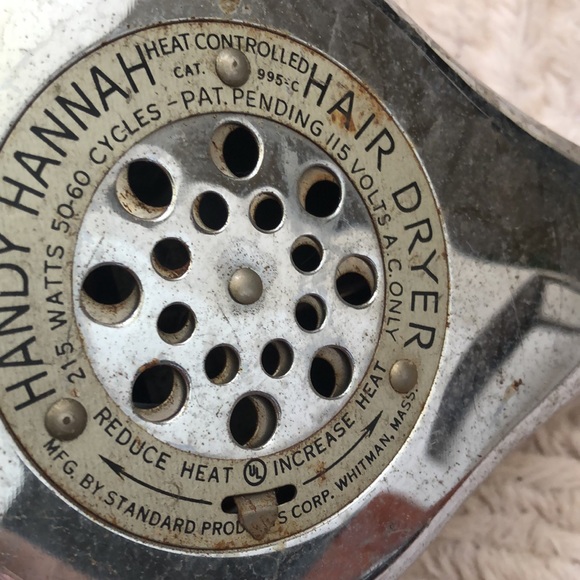 HANDY HANNAH
HEAT CONTROLLED
CAT. 995-C
HAIR DRYER
215 WATTS 50-60 CYCLES - PAT. PENDING 115 VOLTS A.C. ONLY
REDUCE HEAT UL INCREASE HEAT
MFG. BY STANDARD PRODUCTS CORP. WHITMAN, MASS.